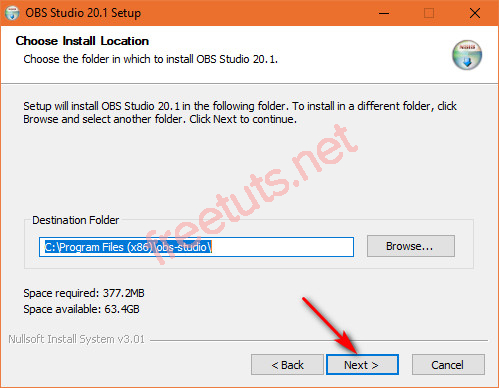 OBS Studio 20.1 Setup
Choose Install Location
Choose the folder in which to install OBS Studio 20.1.
Setup will install OBS Studio 20.1 in the following folder. To install in a different folder, click
Browse and select another folder. Click Next to continue.
freetuts.net
Destination Folder
C:\Program Files (x86)\obs-studio\
Browse...
Space required: 377.2MB
Space available: 63.4GB
Nullsoft Install System v3.01
< Back
Next >
Cancel